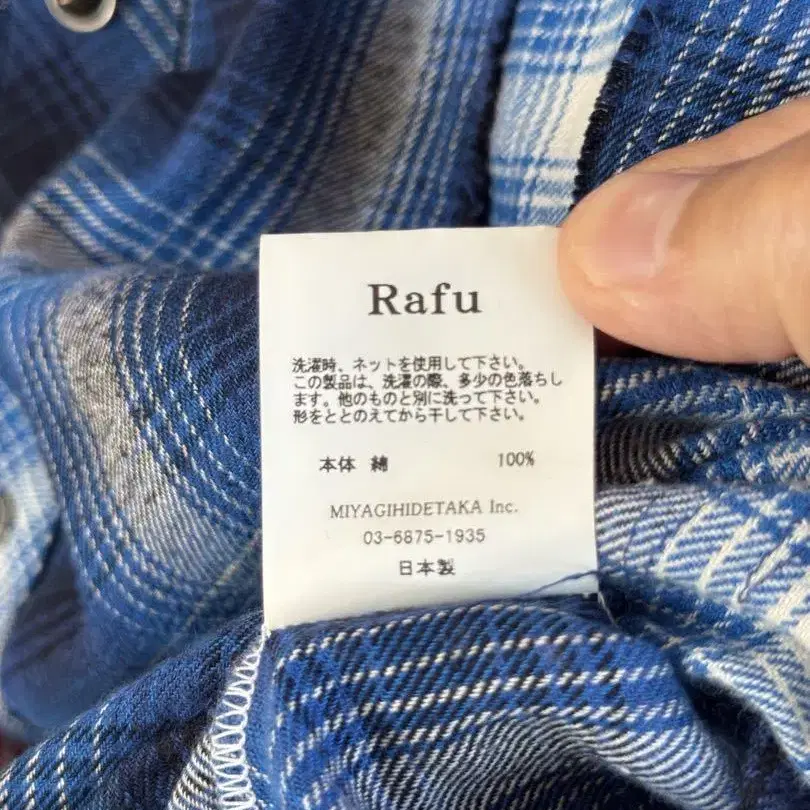 Rafu
洗濯時、ネットを使用して下さい。
この製品は、洗濯の際、多少の色落ちし
ます。他のものと別に洗って下さい。
形をととのえてから干して下さい。
本体 綿 100%
MIYAGIHIDETAKA Inc.
03-6875-1935
日本製